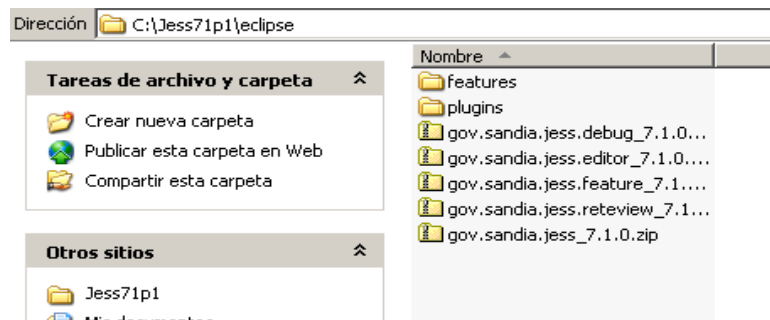 Dirección C:\Jess71p1\eclipse
Tareas de archivo y carpeta
Crear nueva carpeta
Publicar esta carpeta en Web
Compartir esta carpeta
Otros sitios
Jess71p1
Mis documentos
Nombre
features
plugins
gov.sandia.jess.debug_7.1.0...
gov.sandia.jess.editor_7.1.0....
gov.sandia.jess.feature_7.1....
gov.sandia.jess.reteview_7.1...
gov.sandia.jess_7.1.0.zip